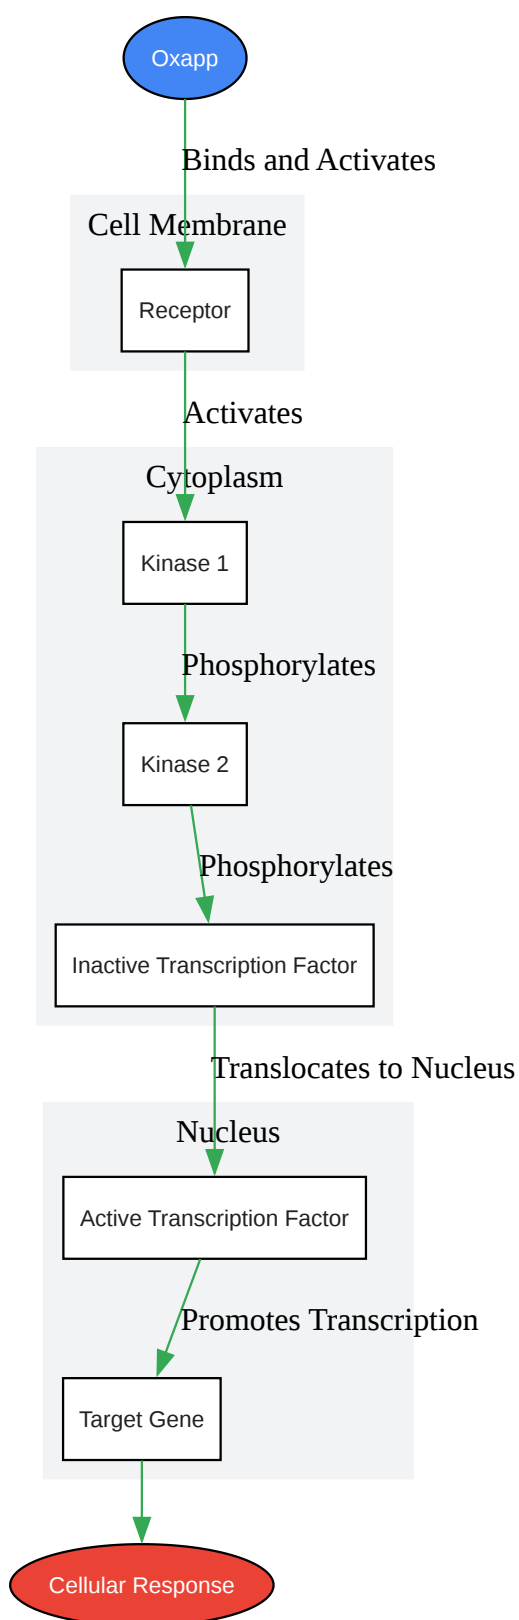 Oxapp
Binds and Activates
Cell Membrane
Receptor
Activates
Cytoplasm
Kinase 1
Phosphorylates
Kinase 2
Phosphorylates
Inactive Transcription Factor
Translocates to Nucleus
Nucleus
Active Transcription Factor
Promotes Transcription
Target Gene
Cellular Response